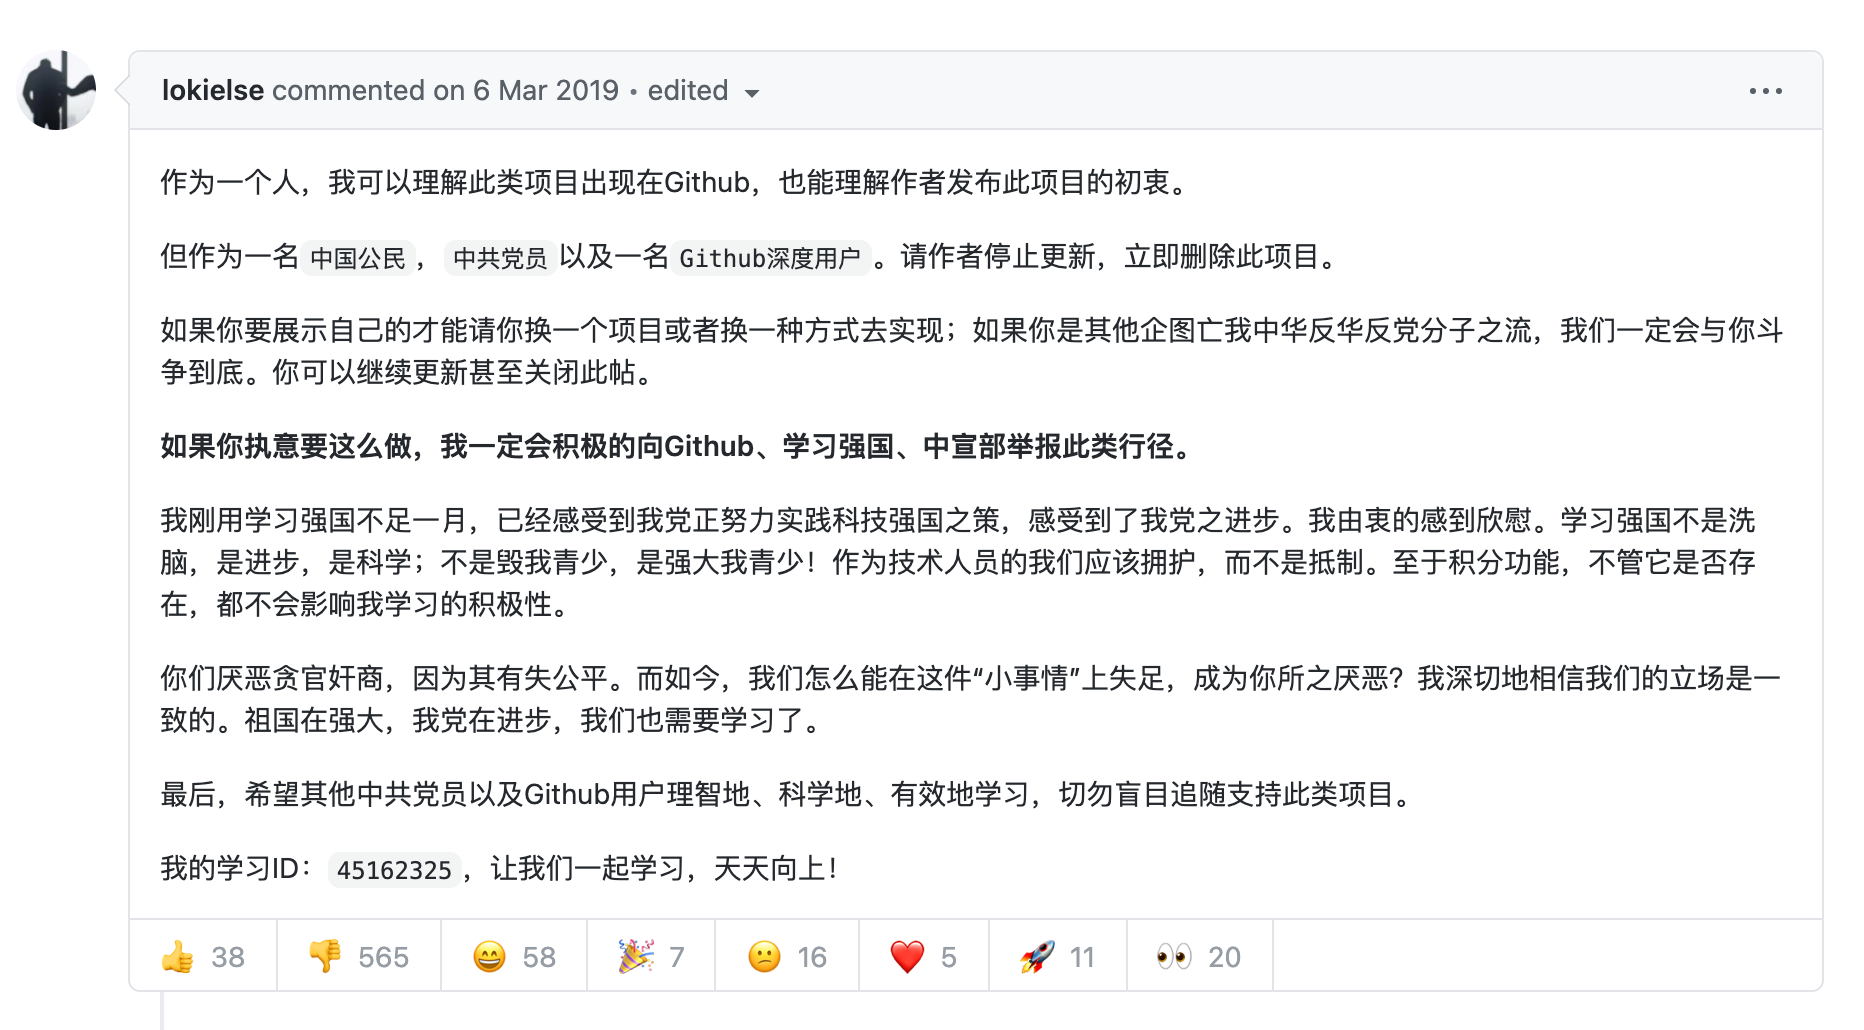 lokielse commented on 6 Mar 2019 • edited
作为一个人，我可以理解此类项目出现在Github，也能理解作者发布此项目的初衷。
但作为一名中国公民，中共党员以及一名Github深度用户。请作者停止更新，立即删除此项目。
如果你要展示自己的才能请你换一个项目或者换一种方式去实现；如果你是其他企图亡我中华反华反党分子之流，我们一定会与你斗
争到底。你可以继续更新甚至关闭此帖。
如果你执意要这么做，我一定会积极的向Github、学习强国、中宣部举报此类行径。
我刚用学习强国不足一月，已经感受到我党正努力实践科技强国之策，感受到了我党之进步。我由衷的感到欣慰。学习强国不是洗
脑，是进步，是科学；不是毁我青少，是强大我青少！作为技术人员的我们应该拥护，而不是抵制。至于积分功能，不管它是否存
在，都不会影响我学习的积极性。
你们厌恶贪官奸商，因为其有失公平。而如今，我们怎么能在这件“小事情”上失足，成为你所之厌恶？我深切地相信我们的立场是一
致的。祖国在强大，我党在进步，我们也需要学习了。
最后，希望其他中共党员以及Github用户理智地、科学地、有效地学习，切勿盲目追随支持此类项目。
我的学习ID：45162325，让我们一起学习，天天向上！
👍 38 👎 565 😄 58 🎉 7 😕 16 ❤️ 5 🚀 11 👀 20